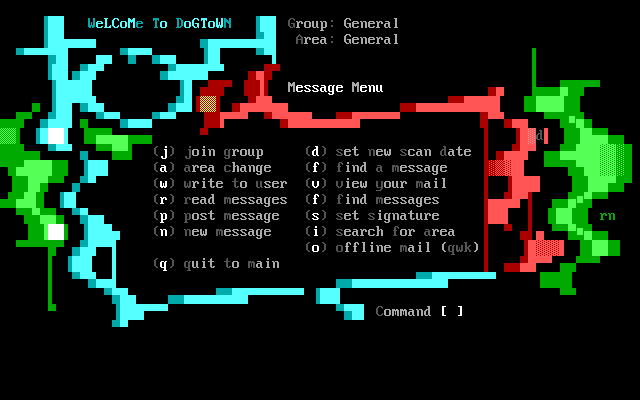 WeLCoMe To DoGToWN
Group: General
Area: General
Message Menu
d
(j) join group (d) set new scan date
(a) area change (f) find a message
(w) write to user (v) view your mail
(r) read messages (f) find messages
(p) post message (s) set signature
(n) new message (i) search for area
(o) offline mail (qwk)
(q) quit to main
rn
Command [ ]